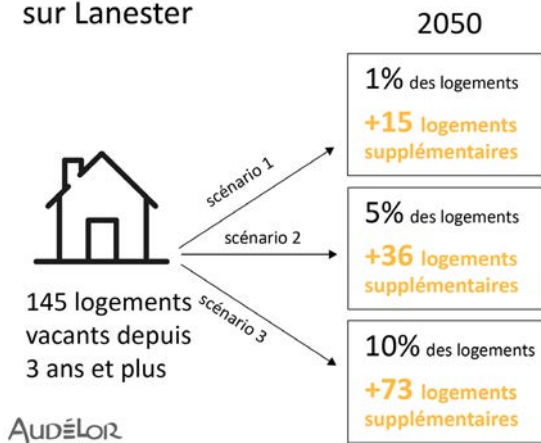 sur Lanester
2050
1% des logements
+15 logements
supplémentaires
scénario 1
5% des logements
+36 logements
supplémentaires
scénario 2
scénario 3
10% des logements
+73 logements
supplémentaires
145 logements
vacants depuis
3 ans et plus
AUDÉLOR